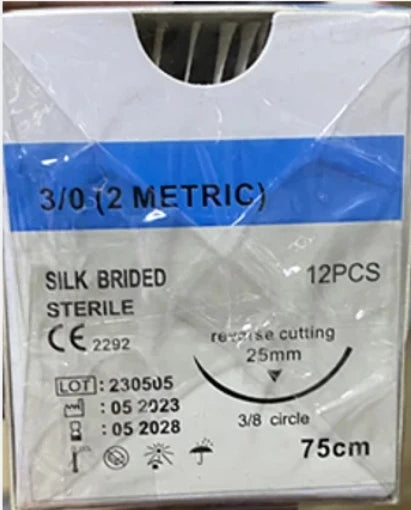 3/0 (2 METRIC)
SILK BRIDED
12PCS
STERILE
CE 2292
reverse cutting
25mm
LOT : 230505
: 05 2023
: 05 2028
3/8 circle
75cm